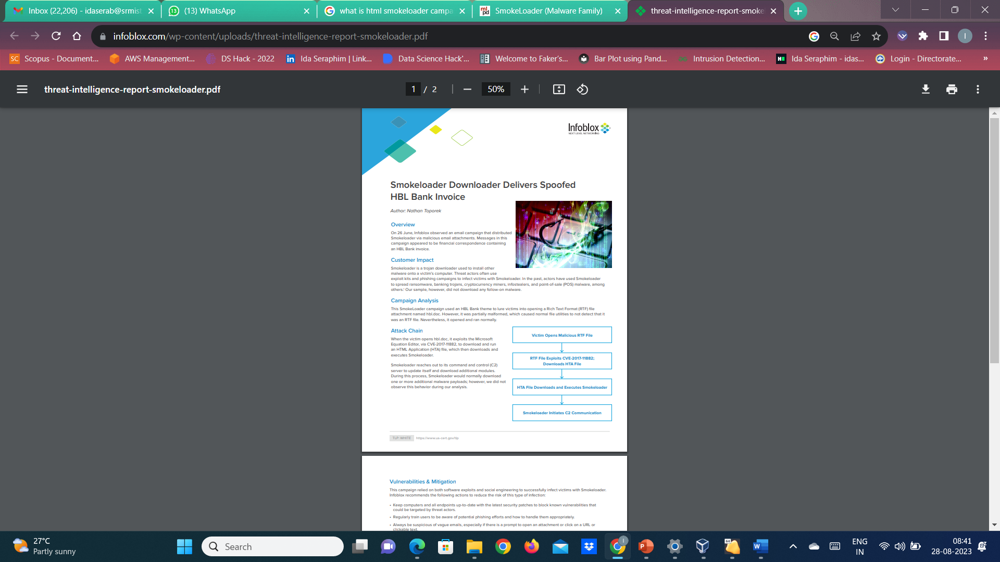 Inbox (22,206) - idaserab@srmist
13
(13) WhatsApp
what is html smokeloader campa
SmokeLoader (Malware Family)
threat-intelligence-report-smoke
infoblox.com/wp-content/uploads/threat-intelligence-report-smokeloader.pdf
SC Scopus - Document...
AWS Management...
DS Hack - 2022
Ida Seraphim | Link...
Data Science Hack'...
Welcome to Faker's...
Bar Plot using Pand...
Intrusion Detection...
Ida Seraphim - idas...
Login - Directorate...
threat-intelligence-report-smokeloader.pdf
1 / 2
50%
Infoblox
NEXT LEVEL NETWORKING
Smokeloader Downloader Delivers Spoofed
HBL Bank Invoice
Author: Nathan Toporek
Overview
On 26 June, Infoblox observed an email campaign that distributed
Smokeloader via malicious email attachments. Messages in this
campaign appeared to be financial correspondence containing
an HBL Bank invoice.
Customer Impact
Smokeloader is a trojan downloader used to install other
malware onto a victim's computer. Threat actors often use
exploit kits and phishing campaigns to infect victims with Smokeloader. In the past, actors have used Smokeloader
to spread ransomware, banking trojans, cryptocurrency miners, infostealers, and point-of-sale (POS) malware, among
others.¹ Our sample, however, did not download any follow-on malware.
Campaign Analysis
This SmokeLoader campaign used an HBL Bank theme to lure victims into opening a Rich Text Format (RTF) file
attachment named hbl.doc. However, it was partially malformed, which caused normal file utilities to not detect that it
was an RTF file. Nevertheless, it opened and ran normally.
Attack Chain
When the victim opens hbl.doc, it exploits the Microsoft
Equation Editor, via CVE-2017-11882, to download and run
an HTML Application (HTA) file, which then downloads and
executes Smokeloader.
Smokeloader reaches out to its command and control (C2)
server to update itself and download additional modules.
During this process, Smokeloader would normally download
one or more additional malware payloads; however, we did not
observe this behavior during our analysis.
Victim Opens Malicious RTF File
RTF File Exploits CVE-2017-11882;
Downloads HTA File
HTA File Downloads and Executes Smokeloader
Smokeloader Initiates C2 Communication
TLP: WHITE https://www.us-cert.gov/tlp
Vulnerabilities & Mitigation
This campaign relied on both software exploits and social engineering to successfully infect victims with Smokeloader.
Infoblox recommends the following actions to reduce the risk of this type of infection:
• Keep computers and all endpoints up-to-date with the latest security patches to block known vulnerabilities that
could be targeted by threat actors.
• Regularly train users to be aware of potential phishing efforts and how to handle them appropriately.
• Always be suspicious of vague emails, especially if there is a prompt to open an attachment or click on a URL or
clickable text.
27°C
Partly sunny
Search
ENG
IN
08:41
28-08-2023